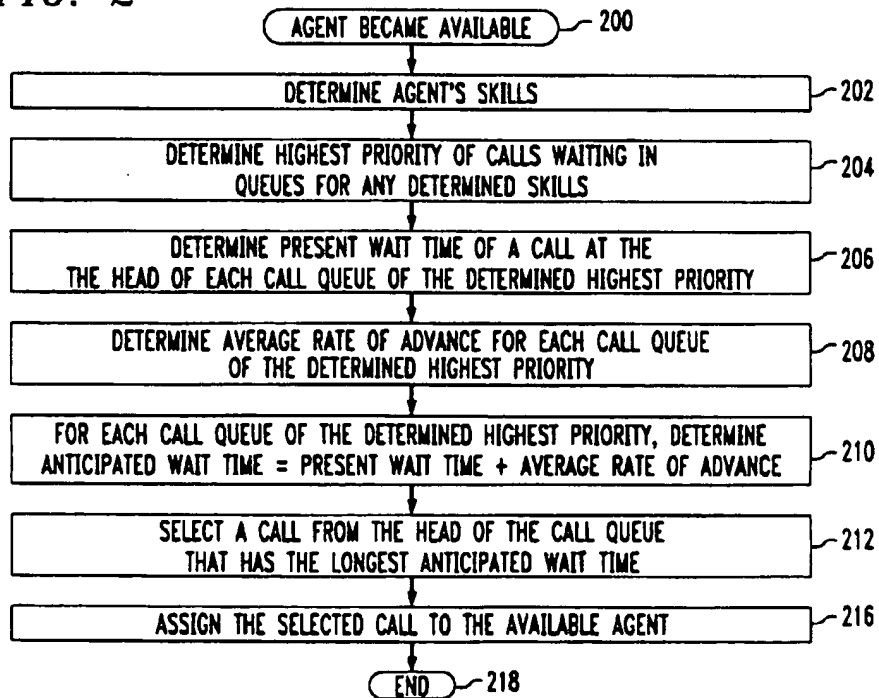 FIG. 2
AGENT BECAME AVAILABLE 200
DETERMINE AGENT'S SKILLS 202
DETERMINE HIGHEST PRIORITY OF CALLS WAITING IN
QUEUES FOR ANY DETERMINED SKILLS 204
DETERMINE PRESENT WAIT TIME OF A CALL AT THE
THE HEAD OF EACH CALL QUEUE OF THE DETERMINED HIGHEST PRIORITY 206
DETERMINE AVERAGE RATE OF ADVANCE FOR EACH CALL QUEUE
OF THE DETERMINED HIGHEST PRIORITY 208
FOR EACH CALL QUEUE OF THE DETERMINED HIGHEST PRIORITY, DETERMINE
ANTICIPATED WAIT TIME = PRESENT WAIT TIME + AVERAGE RATE OF ADVANCE 210
SELECT A CALL FROM THE HEAD OF THE CALL QUEUE
THAT HAS THE LONGEST ANTICIPATED WAIT TIME 212
ASSIGN THE SELECTED CALL TO THE AVAILABLE AGENT 216
END 218